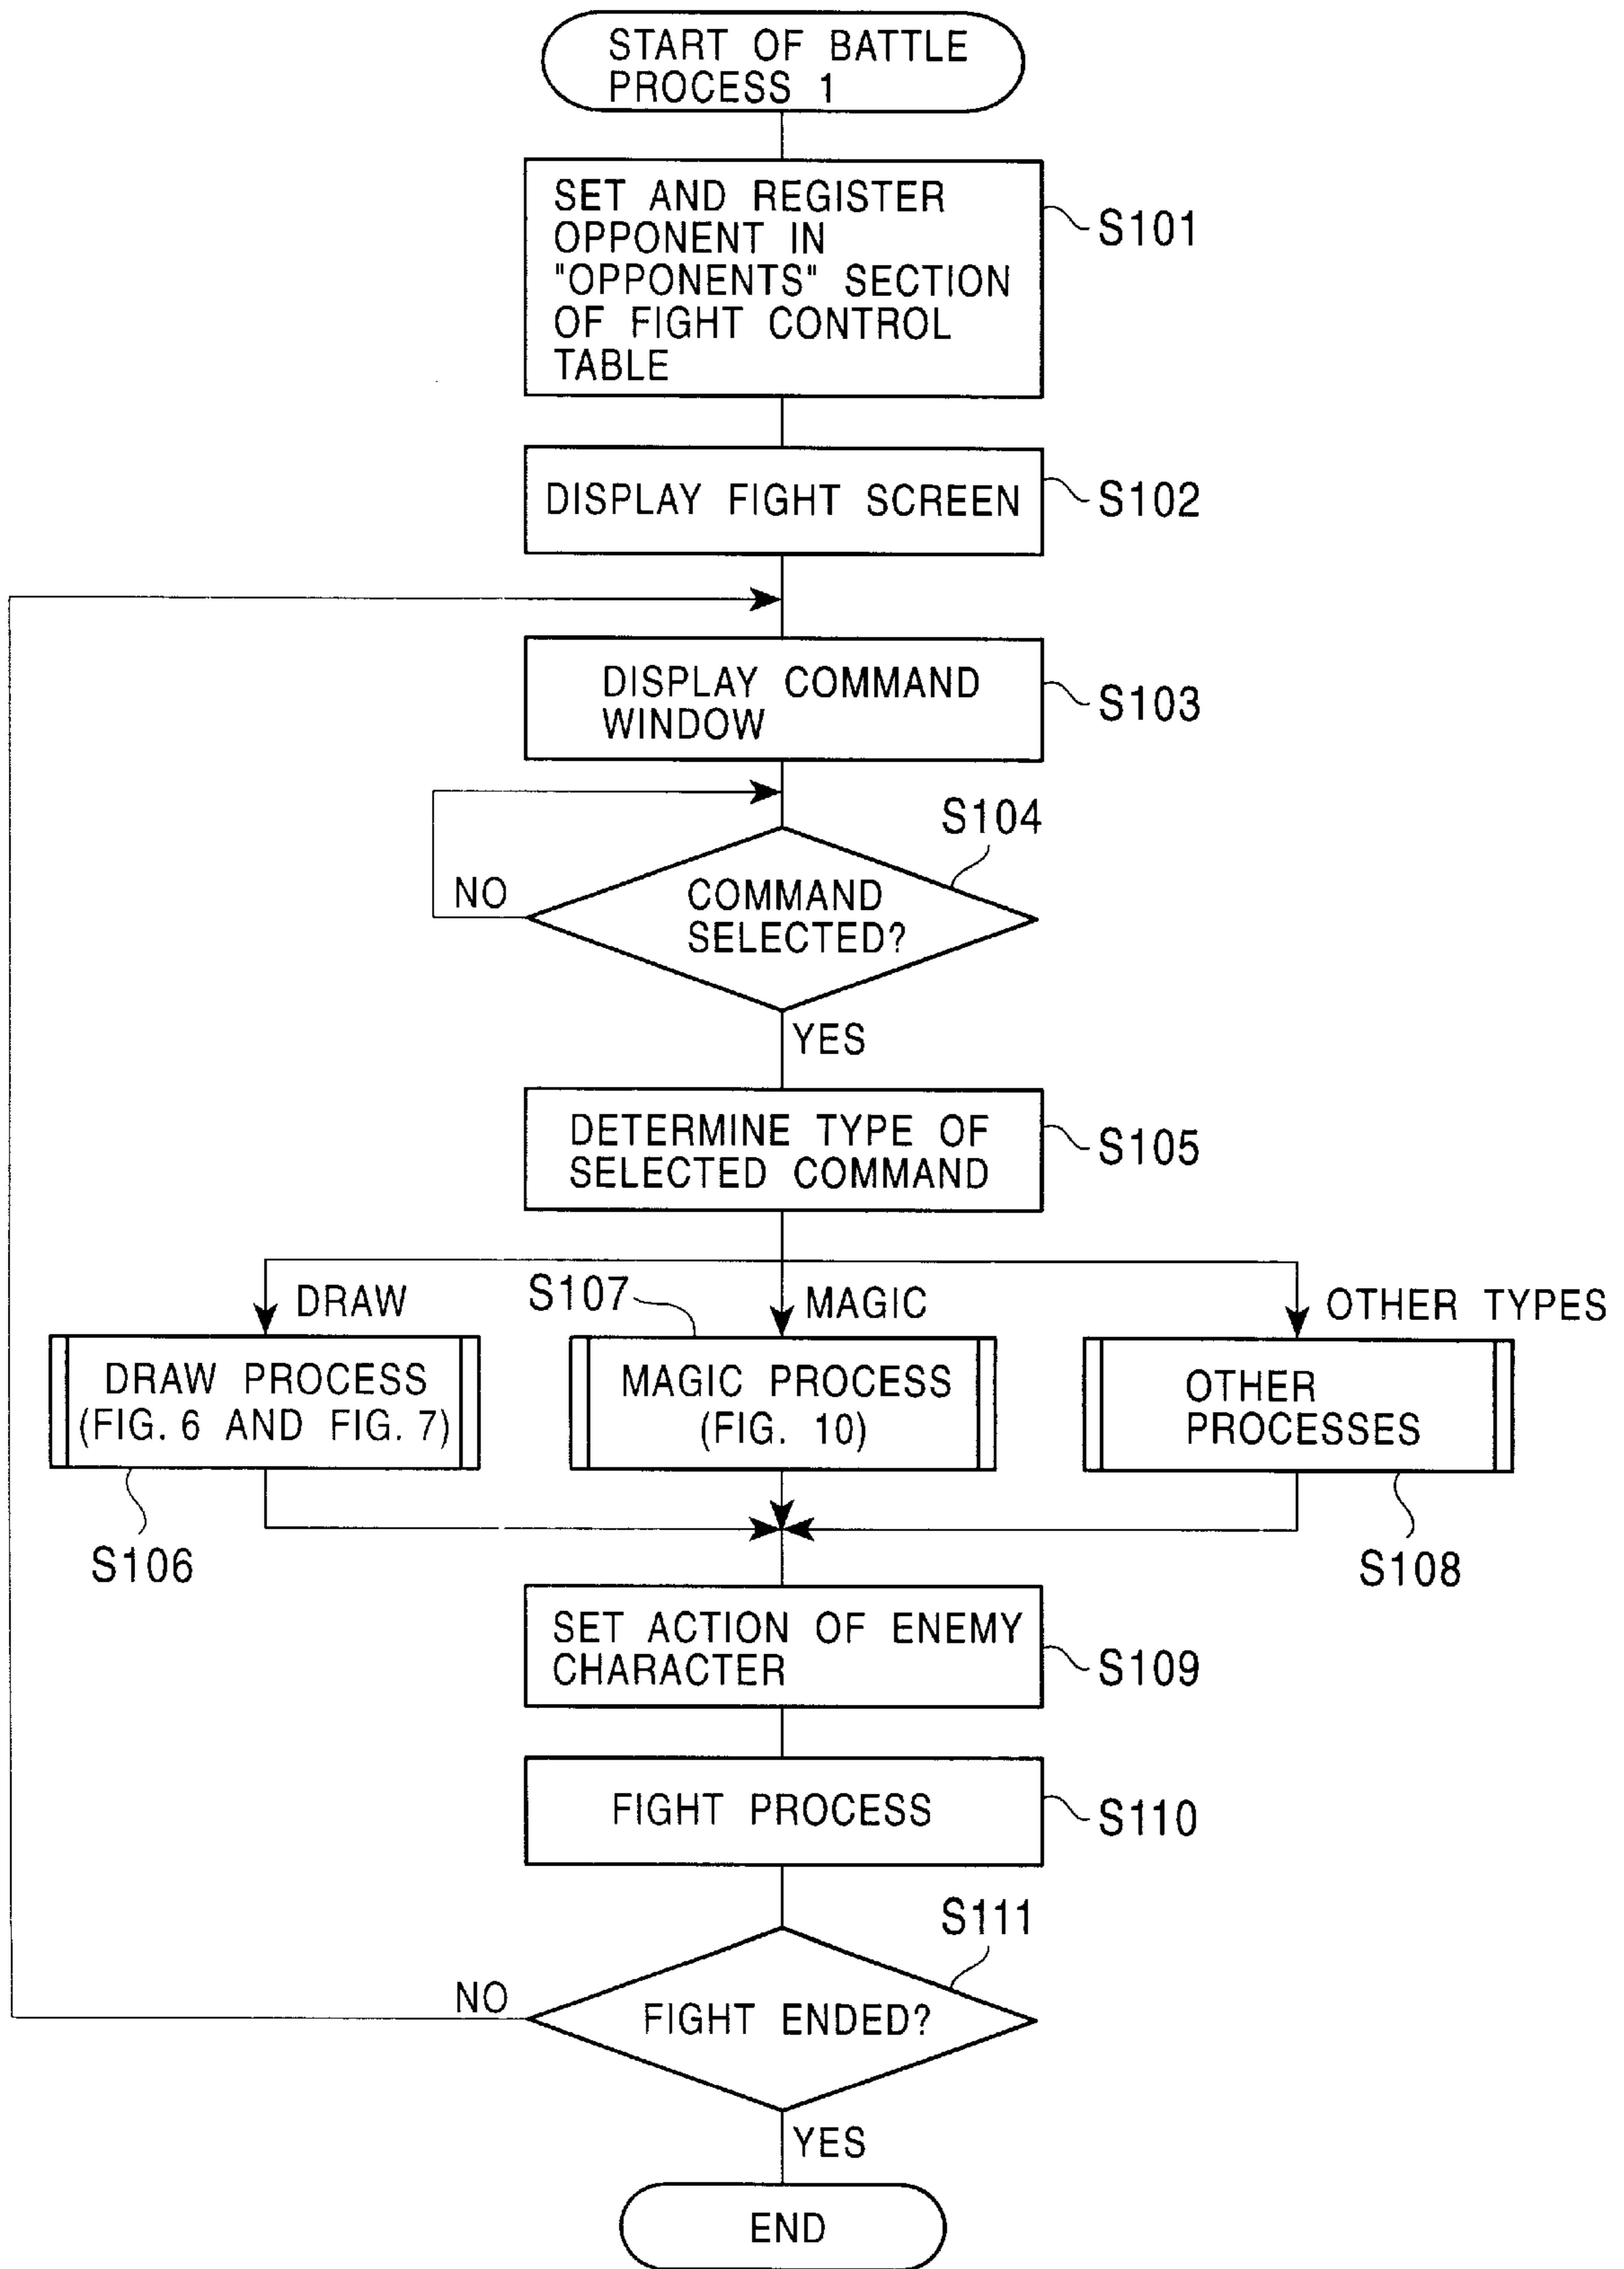 START OF BATTLE
PROCESS 1
SET AND REGISTER
OPPONENT IN
"OPPONENTS" SECTION
OF FIGHT CONTROL
TABLE
S101
DISPLAY FIGHT SCREEN
S102
DISPLAY COMMAND
WINDOW
S103
S104
NO
COMMAND
SELECTED?
YES
DETERMINE TYPE OF
SELECTED COMMAND
S105
DRAW
S107
MAGIC
OTHER TYPES
DRAW PROCESS
(FIG. 6 AND FIG. 7)
MAGIC PROCESS
(FIG. 10)
OTHER
PROCESSES
S106
S108
SET ACTION OF ENEMY
CHARACTER
S109
FIGHT PROCESS
S110
S111
NO
FIGHT ENDED?
YES
END